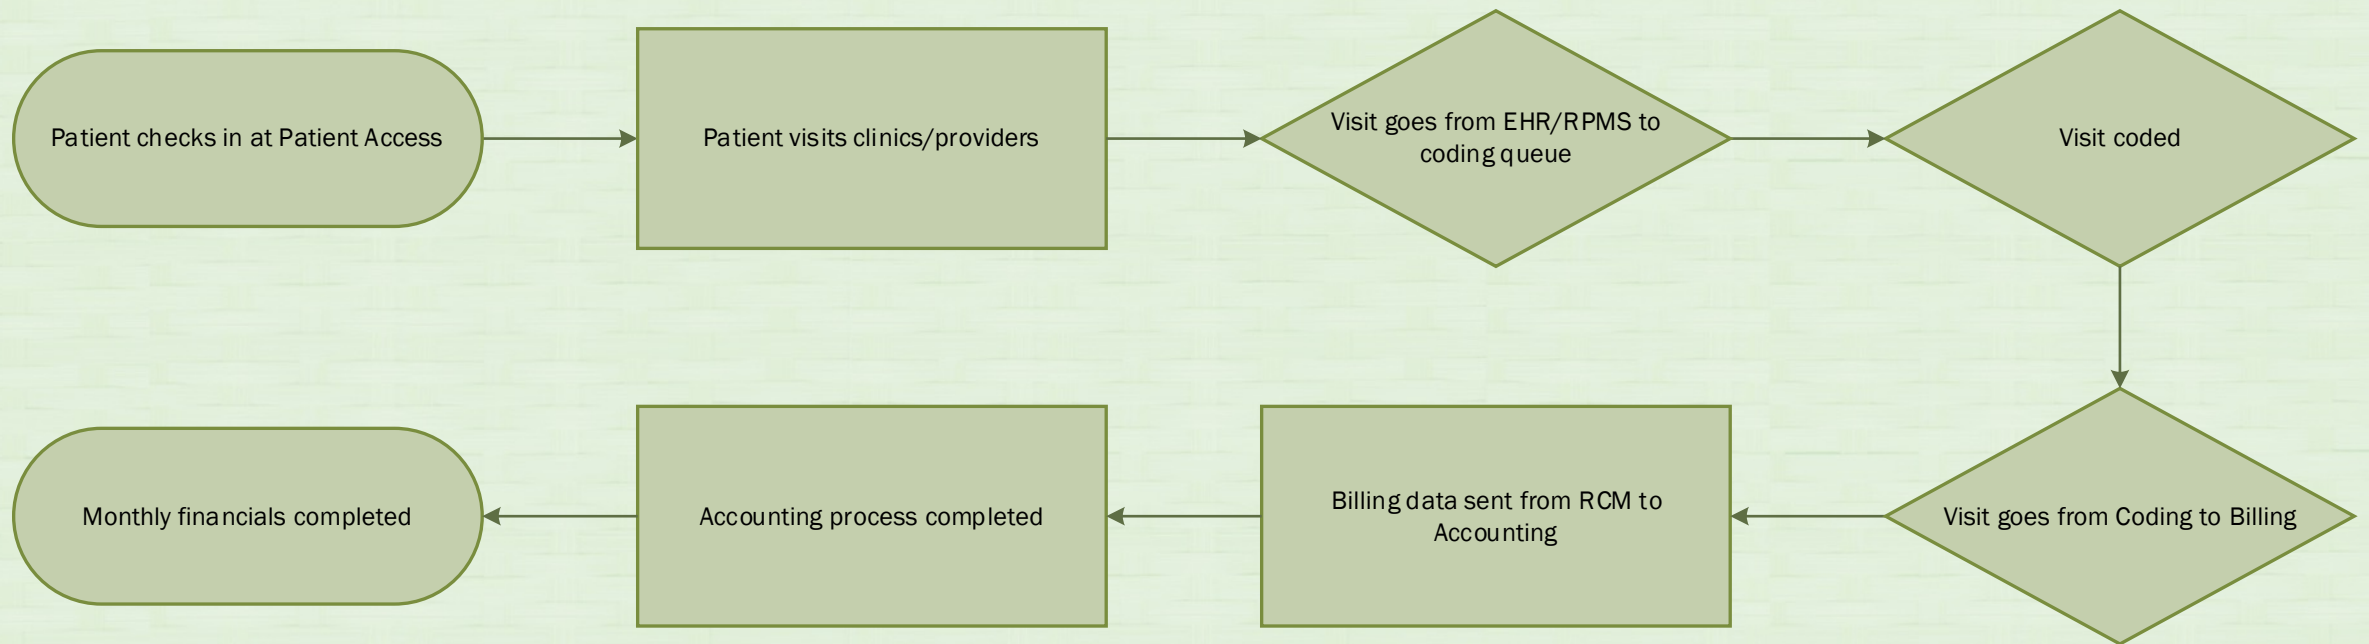 Patient checks in at Patient Access
Patient visits clinics/providers
Visit goes from EHR/RPMS to
coding queue
Visit coded
Visit goes from Coding to Billing
Billing data sent from RCM to
Accounting
Accounting process completed
Monthly financials completed